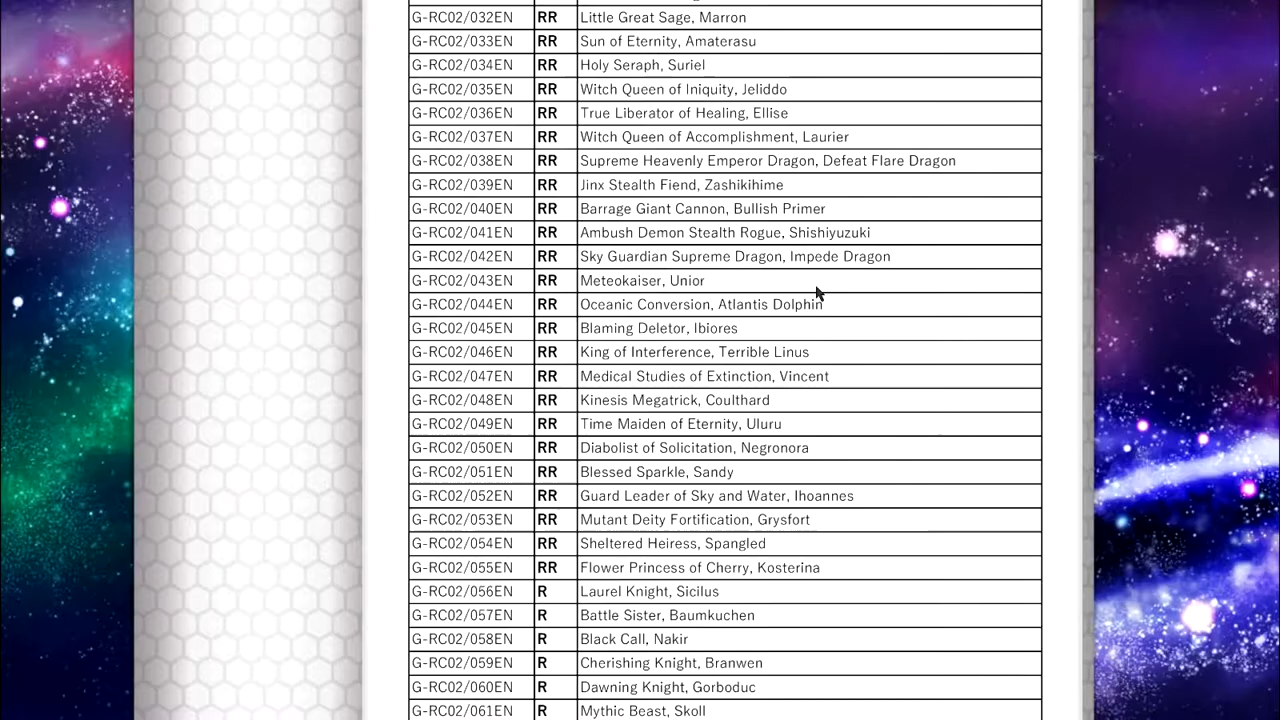 G-RC02/032EN RR Little Great Sage, Marron
G-RC02/033EN RR Sun of Eternity, Amaterasu
G-RC02/034EN RR Holy Seraph, Suriel
G-RC02/035EN RR Witch Queen of Iniquity, Jeliddo
G-RC02/036EN RR True Liberator of Healing, Ellise
G-RC02/037EN RR Witch Queen of Accomplishment, Laurier
G-RC02/038EN RR Supreme Heavenly Emperor Dragon, Defeat Flare Dragon
G-RC02/039EN RR Jinx Stealth Fiend, Zashikihime
G-RC02/040EN RR Barrage Giant Cannon, Bullish Primer
G-RC02/041EN RR Ambush Demon Stealth Rogue, Shishiyuzuki
G-RC02/042EN RR Sky Guardian Supreme Dragon, Impede Dragon
G-RC02/043EN RR Meteokaiser, Unior
G-RC02/044EN RR Oceanic Conversion, Atlantis Dolphin
G-RC02/045EN RR Blaming Deletor, Ibiores
G-RC02/046EN RR King of Interference, Terrible Linus
G-RC02/047EN RR Medical Studies of Extinction, Vincent
G-RC02/048EN RR Kinesis Megatrick, Coulthard
G-RC02/049EN RR Time Maiden of Eternity, Uluru
G-RC02/050EN RR Diabolist of Solicitation, Negronora
G-RC02/051EN RR Blessed Sparkle, Sandy
G-RC02/052EN RR Guard Leader of Sky and Water, Ihoannes
G-RC02/053EN RR Mutant Deity Fortification, Grysfort
G-RC02/054EN RR Sheltered Heiress, Spangled
G-RC02/055EN RR Flower Princess of Cherry, Kosterina
G-RC02/056EN R Laurel Knight, Sicilus
G-RC02/057EN R Battle Sister, Baumkuchen
G-RC02/058EN R Black Call, Nakir
G-RC02/059EN R Cherishing Knight, Branwen
G-RC02/060EN R Dawning Knight, Gorboduc
G-RC02/061EN R Mythic Beast, Skoll